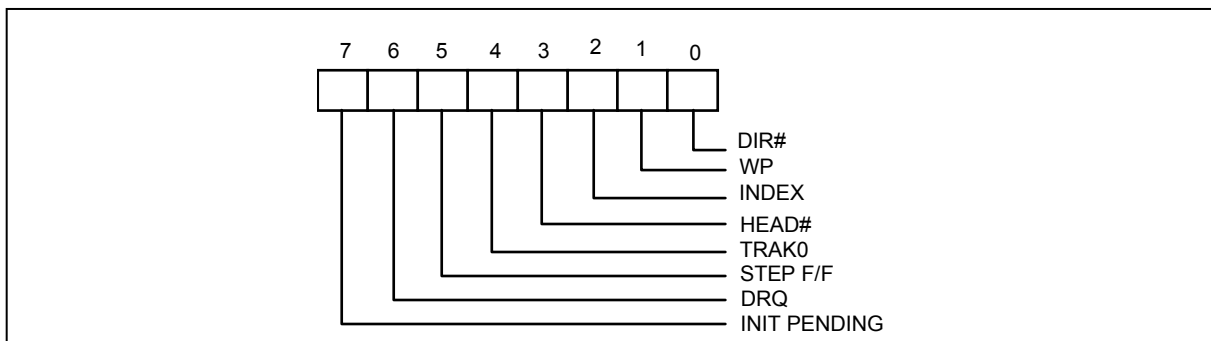 7 6 5 4 3 2 1 0
DIR#
WP
INDEX
HEAD#
TRAK0
STEP F/F
DRQ
INIT PENDING